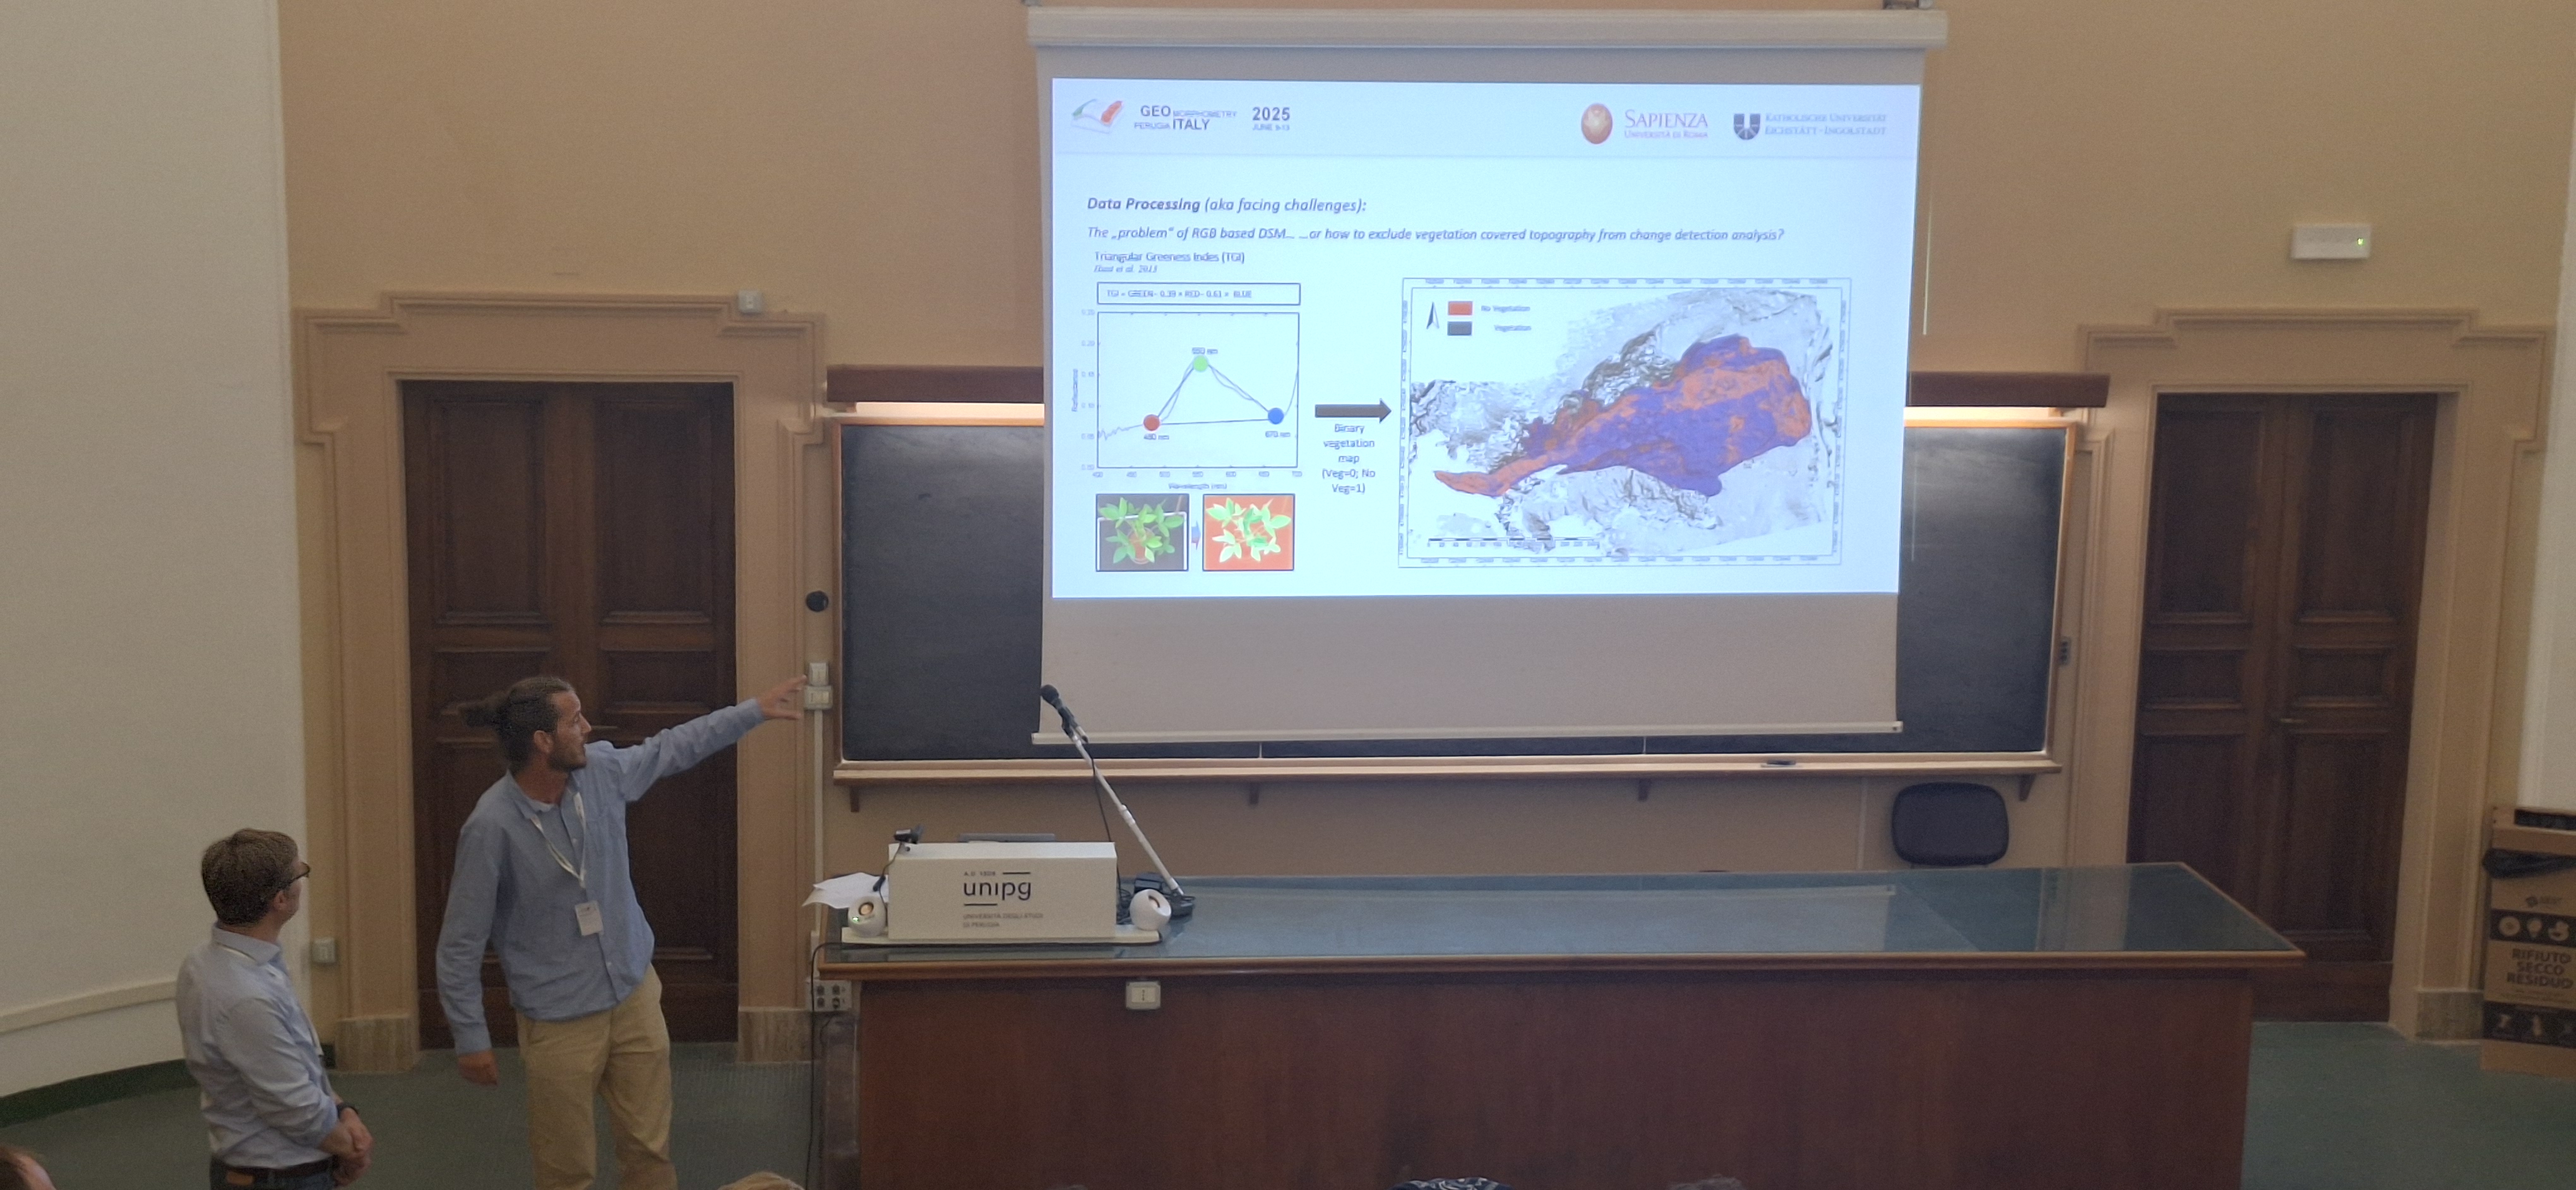 GEO MORPHOMETRY 2025
PERUGIA ITALY JUNE 9-13
SAPIENZA
UNIVERSITÀ DI ROMA
KATHOLISCHE UNIVERSITÄT
EICHSTÄTT-INGOLSTADT
Data Processing (aka facing challenges):
The „problem“ of RGB based DSM... ...or how to exclude vegetation covered topography from change detection analysis?
Triangular Greeness Index (TGI)
Hunt et al. 2013
TGI = GREEN - 0.39 × RED - 0.61 × BLUE
550 nm
480 nm
670 nm
Wavelength (nm)
Binary
vegetation
map
(Veg=0; No
Veg=1)
No Vegetation
Vegetation
unipg
UNIVERSITÀ DEGLI STUDI
DI PERUGIA
RIFIUTO
SECCO
RESIDUO